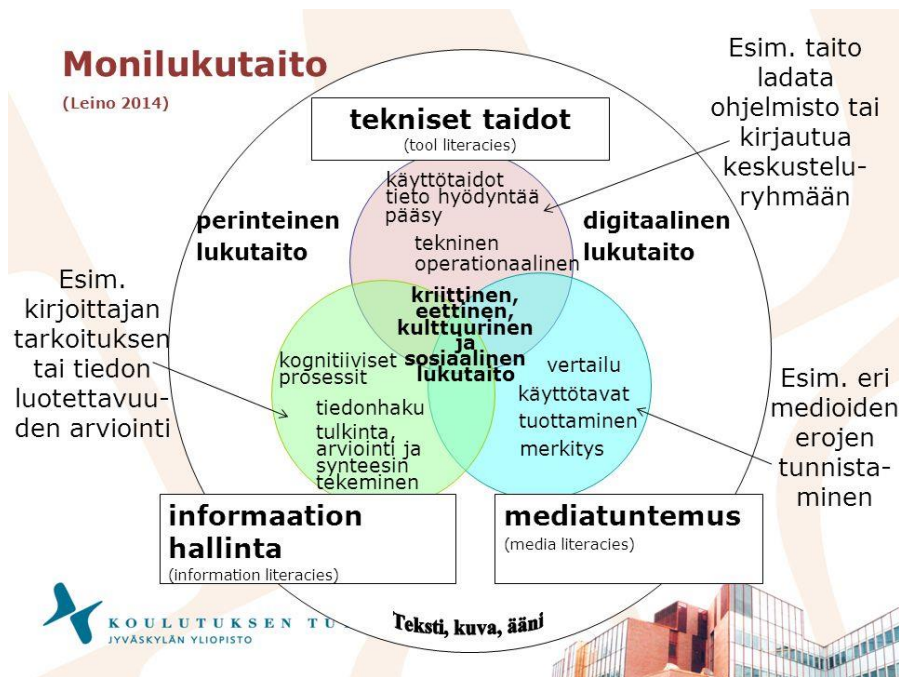 Monilukutaito
(Leino 2014)
Esim. taito
ladata
ohjelmisto tai
kirjautua
keskustelu-
ryhmään
tekniset taidot
(tool literacies)
käyttötaidot
tieto hyödyntää
pääsy
tekninen
operationaalinen
perinteinen
lukutaito
digitaalinen
lukutaito
Esim.
kirjoittajan
tarkoituksen
tai tiedon
luotettavuu-
den arviointi
kriittinen,
eettinen,
kulttuurinen
ja
sosiaalinen
lukutaito
kognitiiviset
prosessit
tiedonhaku
tulkinta,
arviointi ja
synteesin
tekeminen
vertailu
käyttötavat
tuottaminen
merkitys
Esim. eri
medioiden
erojen
tunnista-
minen
informaation
hallinta
(information literacies)
mediatuntemus
(media literacies)
KOULUTUKSEN TU
JYVÄSKYLÄN YLIOPISTO
Teksti, kuva, ääni